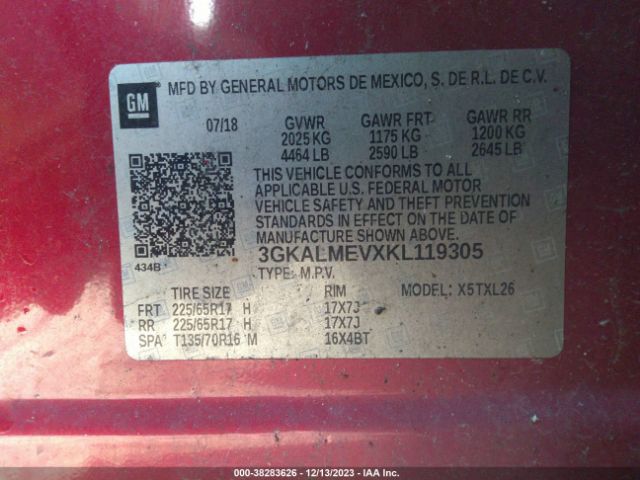 GM
MFD BY GENERAL MOTORS DE MEXICO, S. DE R.L. DE C.V.
07/18 GVWR GAWR FRT GAWR RR
2025 KG 1175 KG 1200 KG
4464 LB 2590 LB 2645 LB
THIS VEHICLE CONFORMS TO ALL
APPLICABLE U.S. FEDERAL MOTOR
VEHICLE SAFETY AND THEFT PREVENTION
STANDARDS IN EFFECT ON THE DATE OF
MANUFACTURE SHOWN ABOVE.
434B 3GKALMEVXKL119305
TYPE: M.P.V.
TIRE SIZE RIM MODEL: X5TXL26
FRT 225/65R17 H 17X7J
RR 225/65R17 H 17X7J
SPA T135/70R16 M 16X4BT
000-38283626 - 12/13/2023 - IAA Inc.